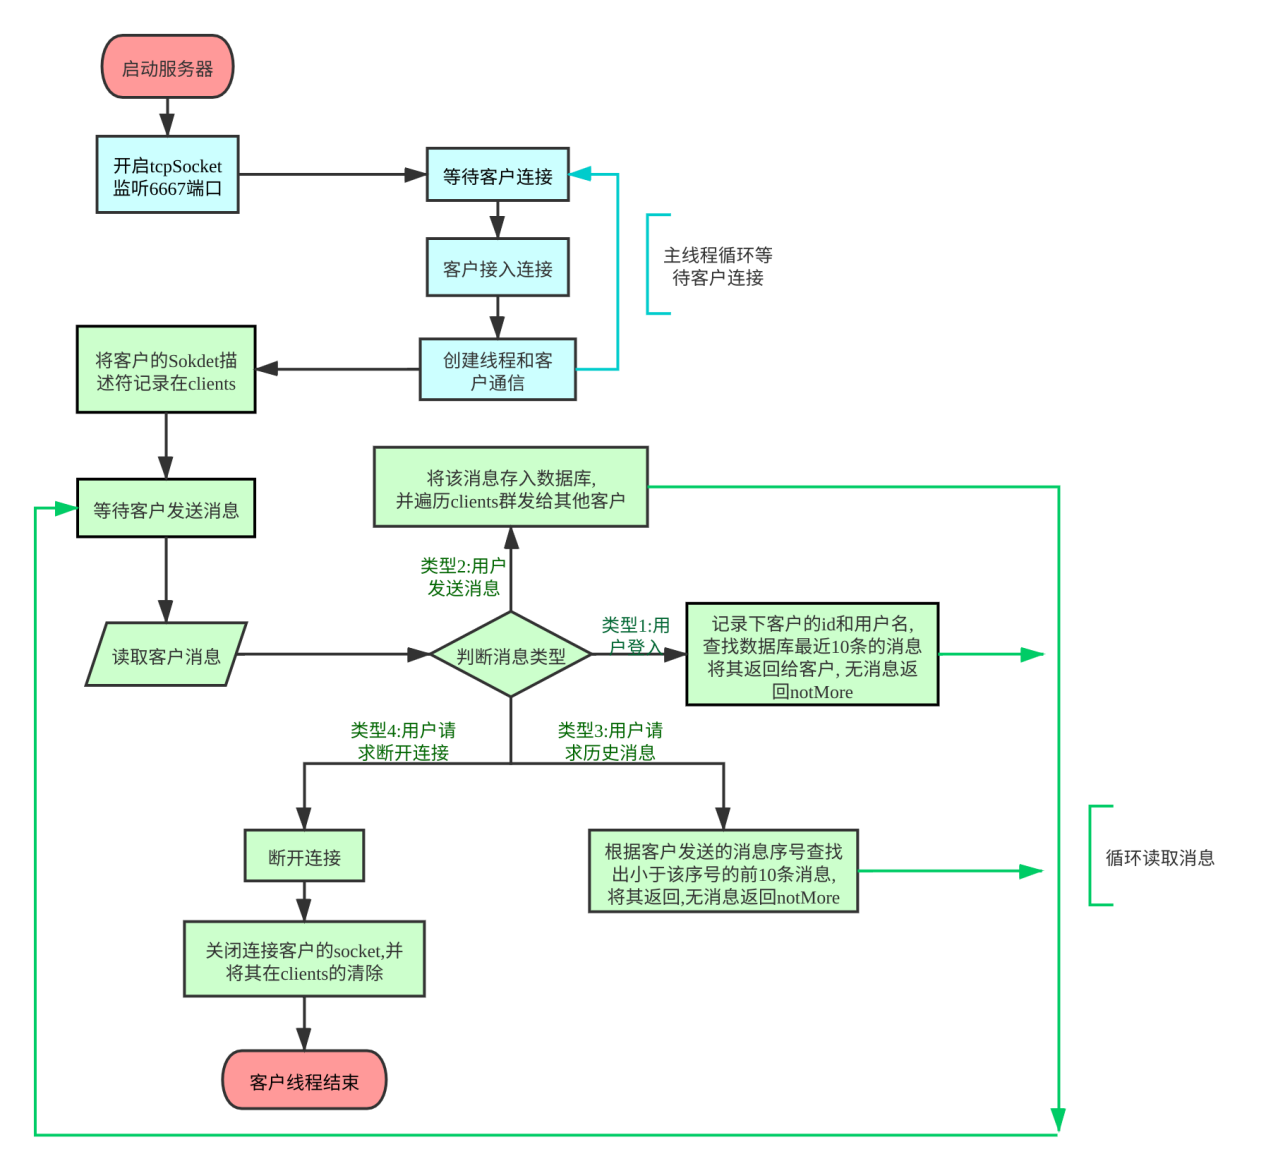 启动服务器
开启tcpSocket
监听6667端口
等待客户连接
客户接入连接
主线程循环等
待客户连接
创建线程和客
户通信
将客户的Sokdet描
述符记录在clients
将该消息存入数据库,
并遍历clients群发给其他客户
等待客户发送消息
类型2:用户
发送消息
类型1:用
户登入
记录下客户的id和用户名,
查找数据库最近10条的消息
将其返回给客户, 无消息返
回notMore
读取客户消息
判断消息类型
类型4:用户请
求断开连接
类型3:用户请
求历史消息
断开连接
根据客户发送的消息序号查找
出小于该序号的前10条消息,
将其返回,无消息返回notMore
循环读取消息
关闭连接客户的socket,并
将其在clients的清除
客户线程结束